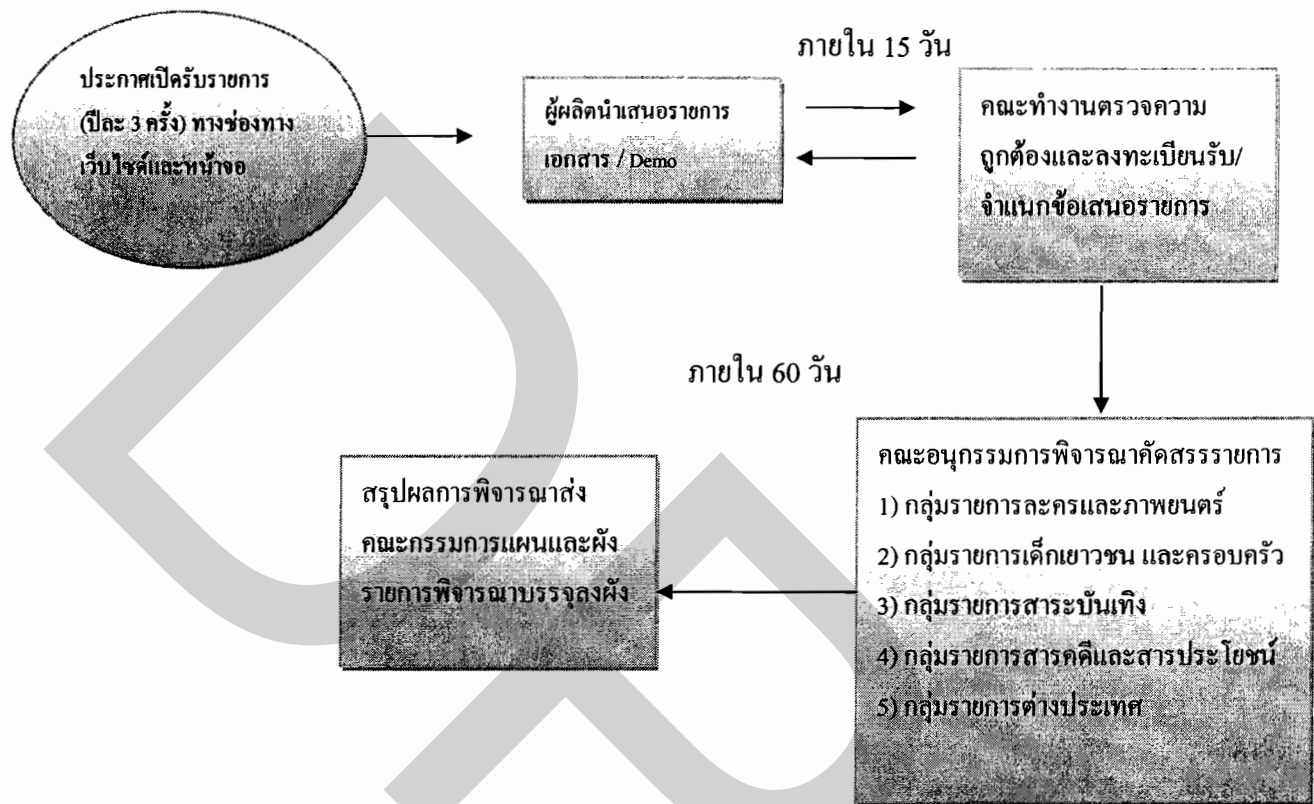 ประกาศเปิดรับรายการ
(ปีละ 3 ครั้ง) ทางช่องทาง
เว็บไซต์และหน้าจอ
ผู้ผลิตนำเสนอรายการ
เอกสาร / Demo
ภายใน 15 วัน
คณะทำงานตรวจความ
ถูกต้องและลงทะเบียนรับ/
จำแนกข้อเสนอรายการ
ภายใน 60 วัน
คณะอนุกรรมการพิจารณาคัดสรรรายการ
1) กลุ่มรายการละครและภาพยนตร์
2) กลุ่มรายการเด็กเยาวชน และครอบครัว
3) กลุ่มรายการสาระบันเทิง
4) กลุ่มรายการสารคดีและสารประโยชน์
5) กลุ่มรายการต่างประเทศ
สรุปผลการพิจารณาส่ง
คณะกรรมการแผนและผัง
รายการพิจารณาบรรจุลงผัง